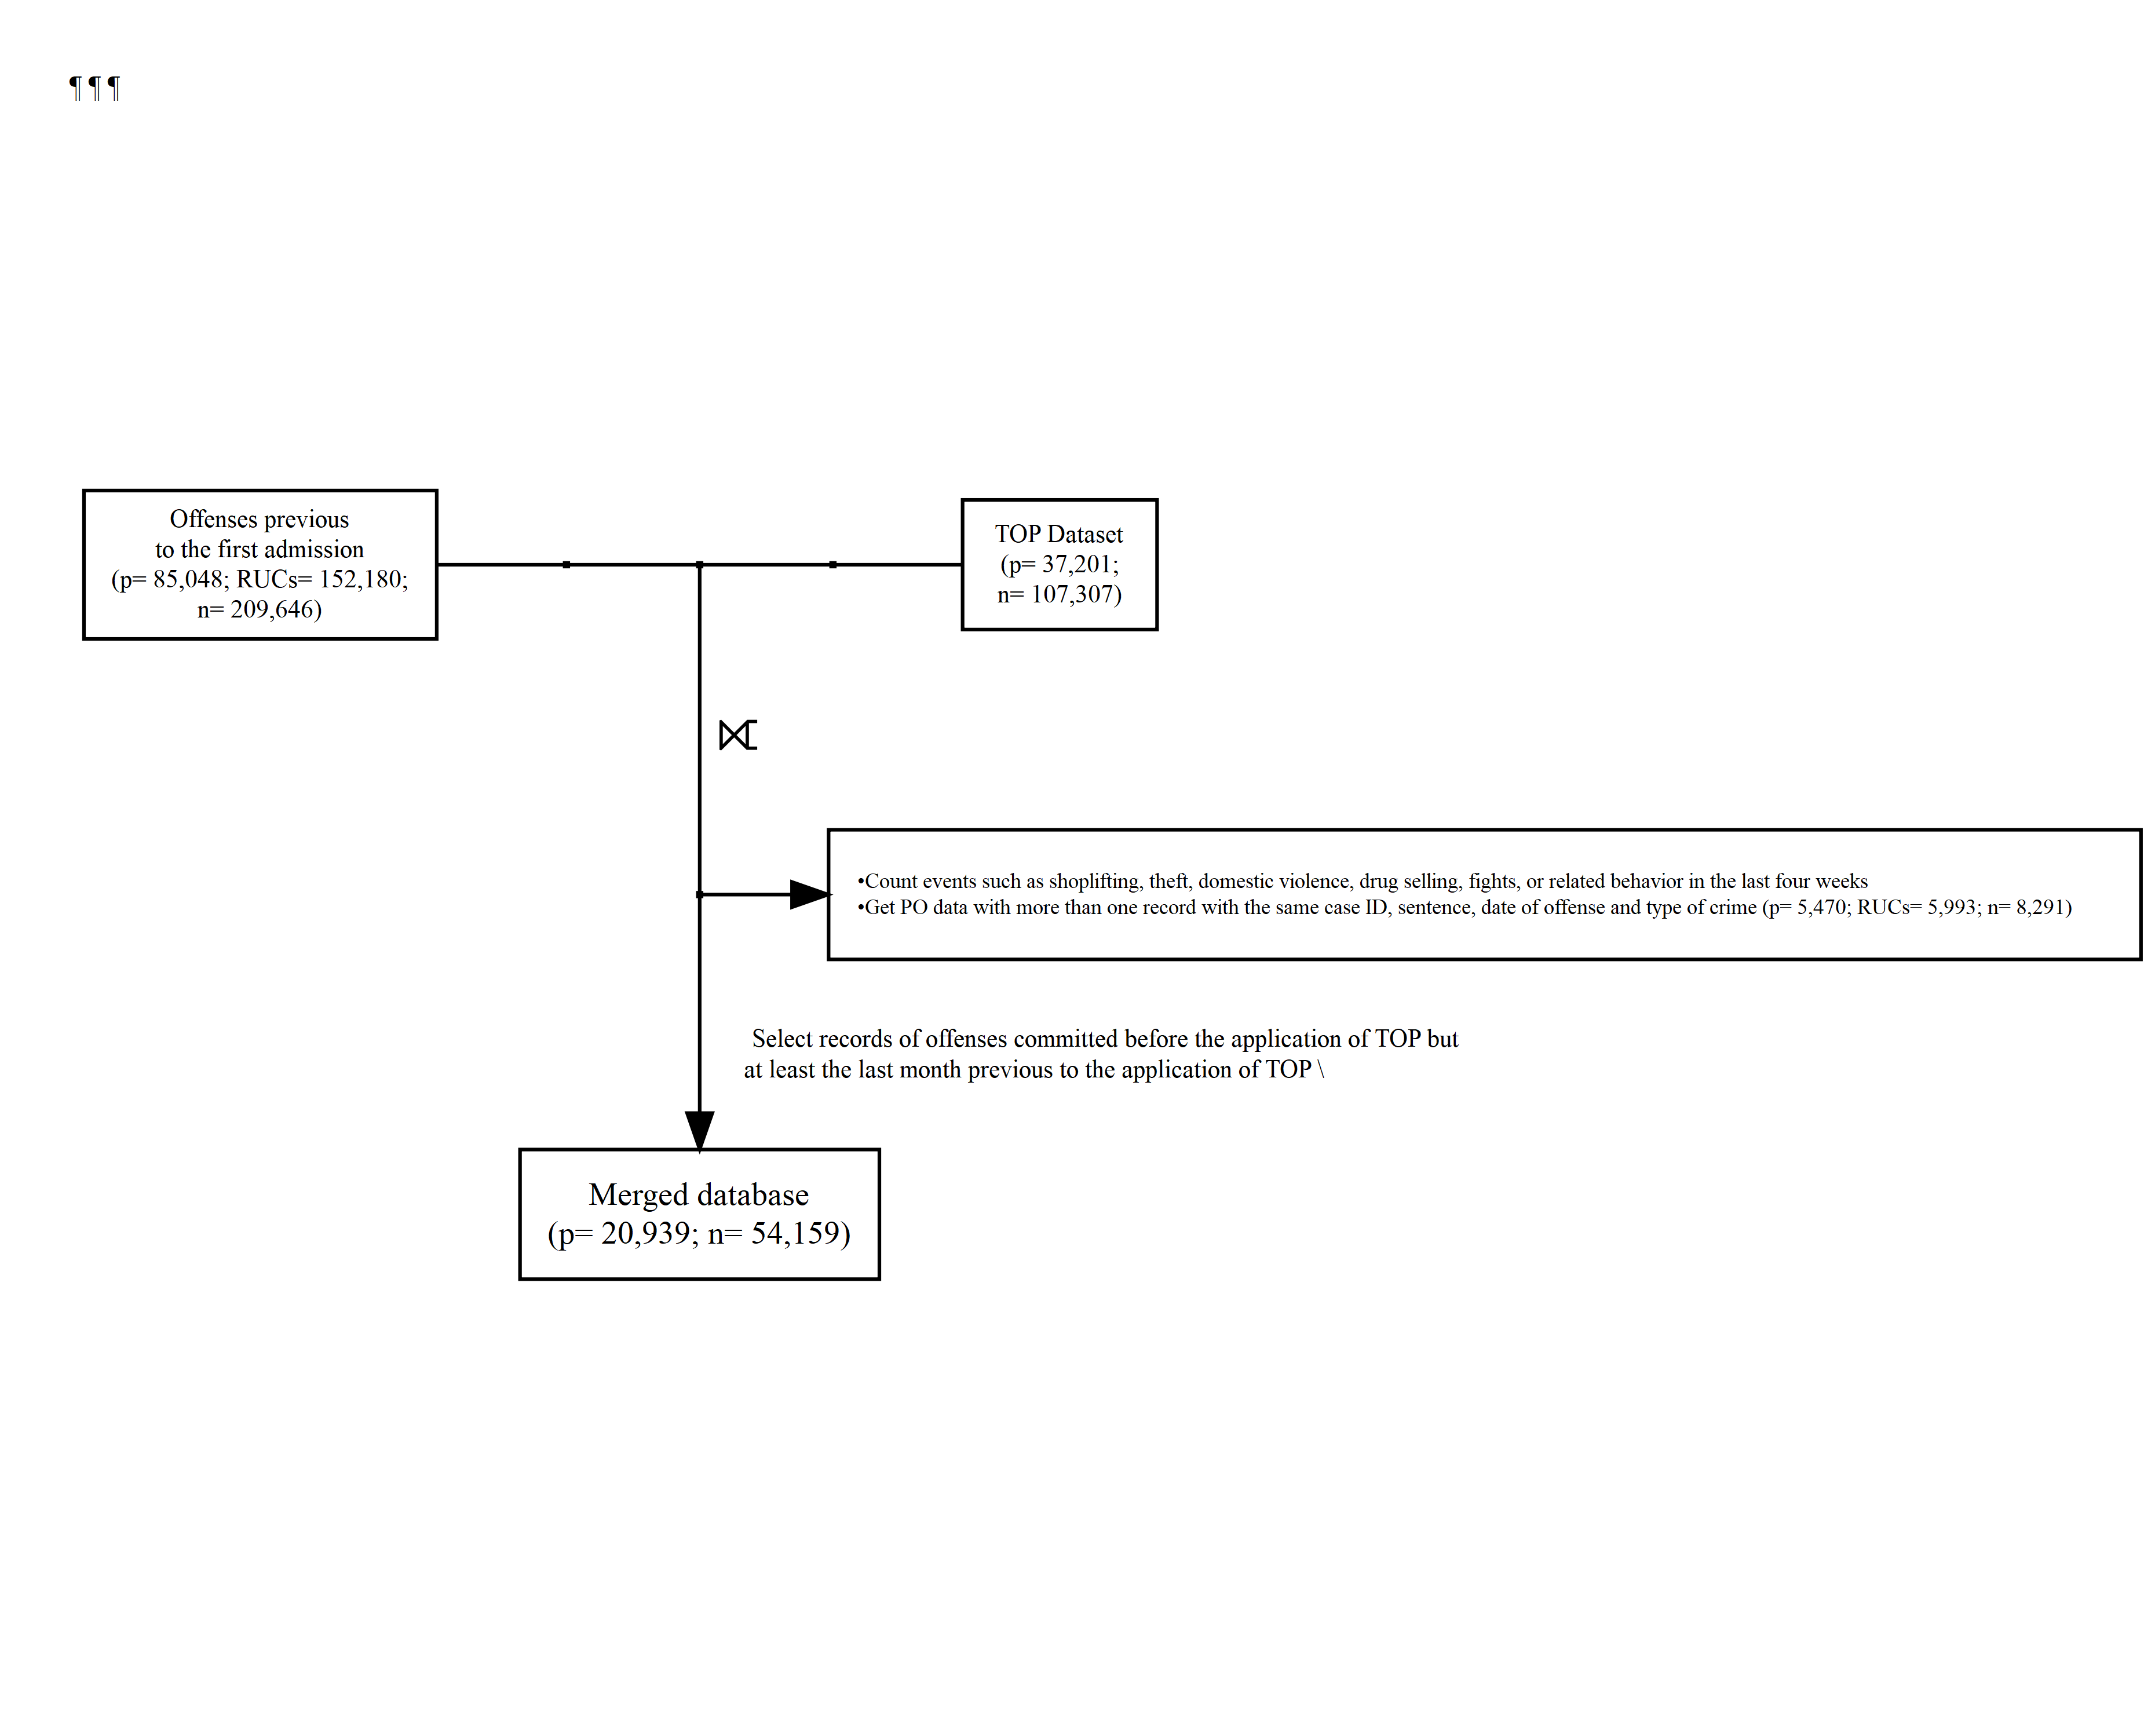 ¶¶¶
Offenses previous
to the first admission
(p= 85,048; RUCs= 152,180;
n= 209,646)
TOP Dataset
(p= 37,201;
n= 107,307)
⟖
•Count events such as shoplifting, theft, domestic violence, drug selling, fights, or related behavior in the last four weeks
•Get PO data with more than one record with the same case ID, sentence, date of offense and type of crime (p= 5,470; RUCs= 5,993; n= 8,291)
Select records of offenses committed before the application of TOP but
at least the last month previous to the application of TOP \
Merged database
(p= 20,939; n= 54,159)